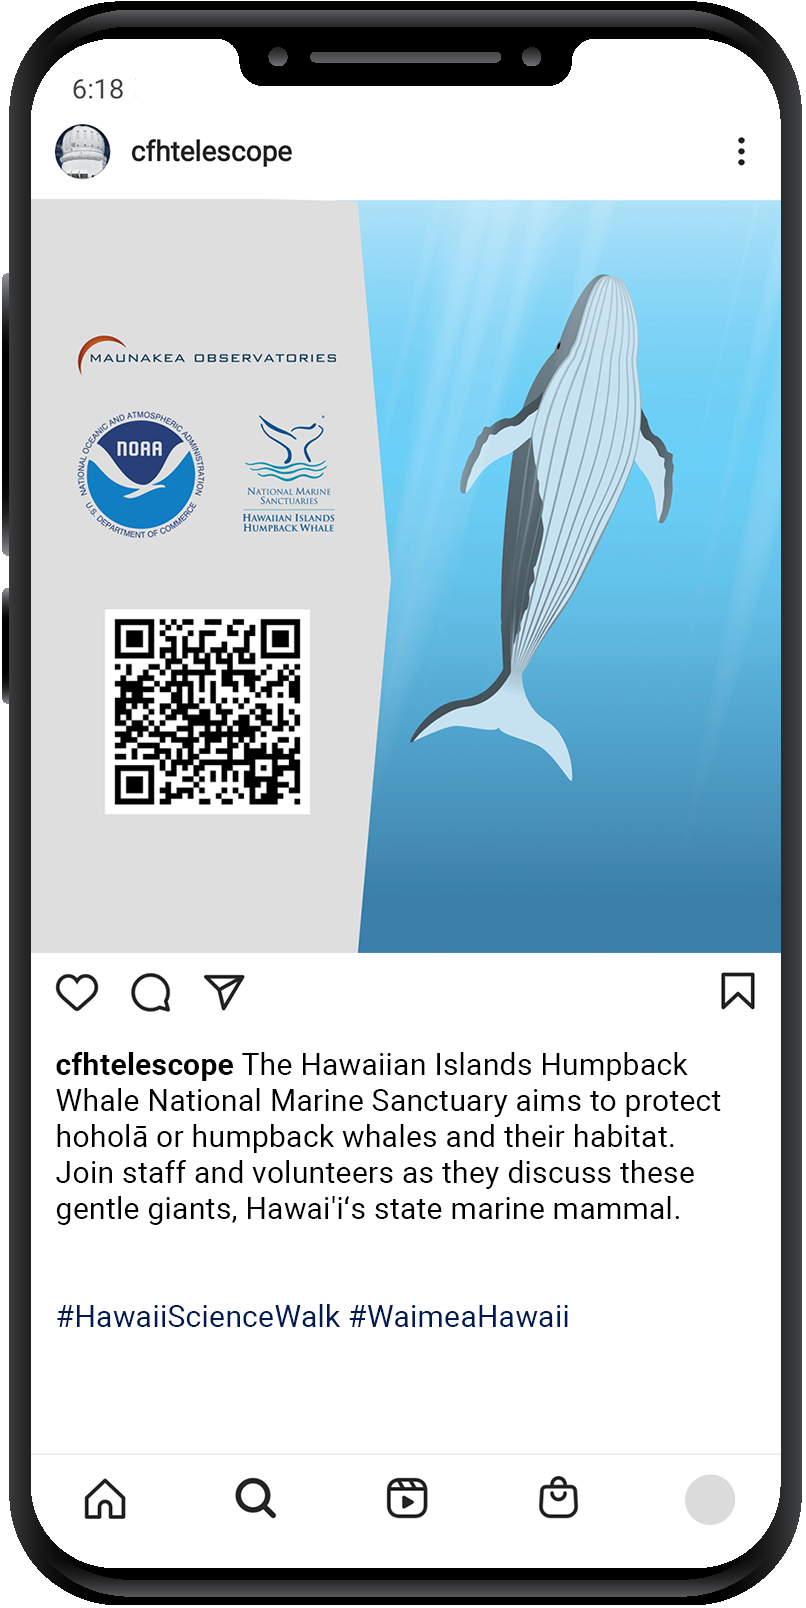 6:18
cfhtelescope
MAUNAKEA OBSERVATORIES
NATIONAL OCEANIC AND ATMOSPHERIC ADMINISTRATION
NOAA
U.S. DEPARTMENT OF COMMERCE
NATIONAL MARINE
SANCTUARIES
HAWAIIAN ISLANDS
HUMPBACK WHALE
cfhtelescope The Hawaiian Islands Humpback
Whale National Marine Sanctuary aims to protect
hoholā or humpback whales and their habitat.
Join staff and volunteers as they discuss these
gentle giants, Hawai'i‘s state marine mammal.
#HawaiiScienceWalk #WaimeaHawaii